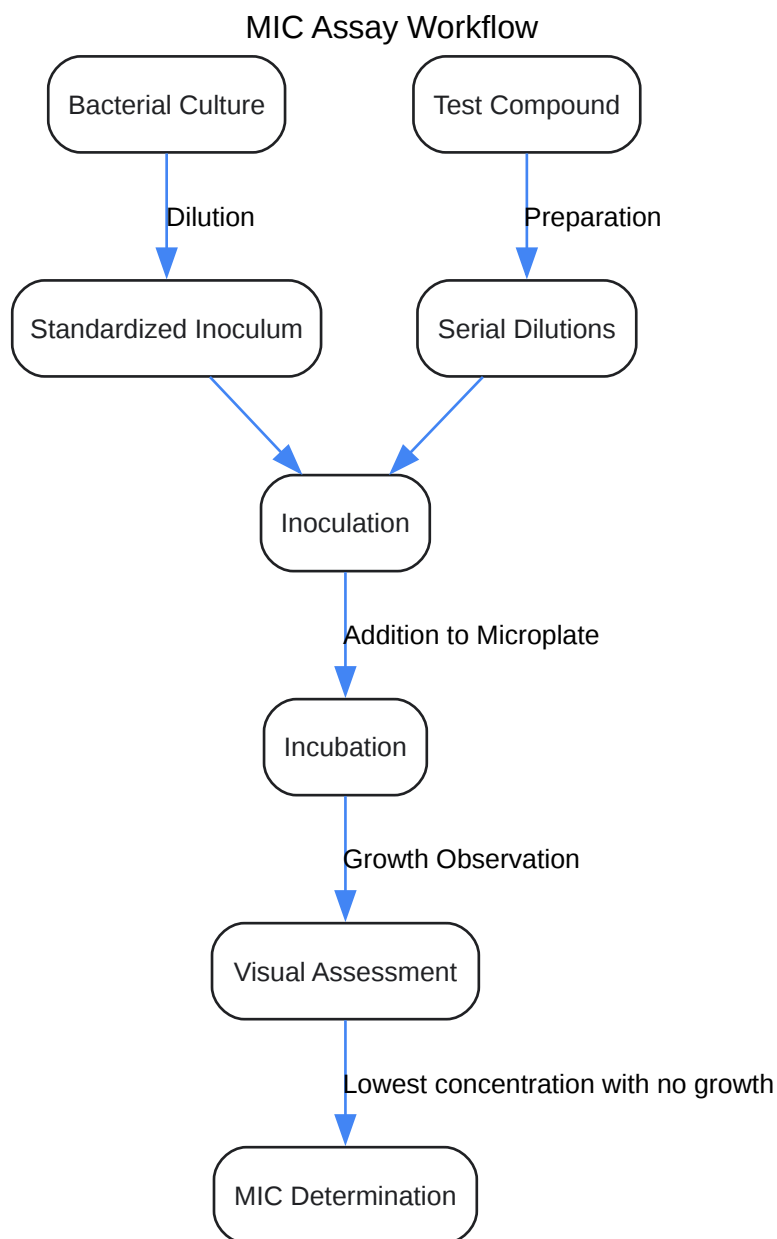 MIC Assay Workflow
Bacterial Culture
Test Compound
Dilution
Preparation
Standardized Inoculum
Serial Dilutions
Inoculation
Addition to Microplate
Incubation
Growth Observation
Visual Assessment
Lowest concentration with no growth
MIC Determination